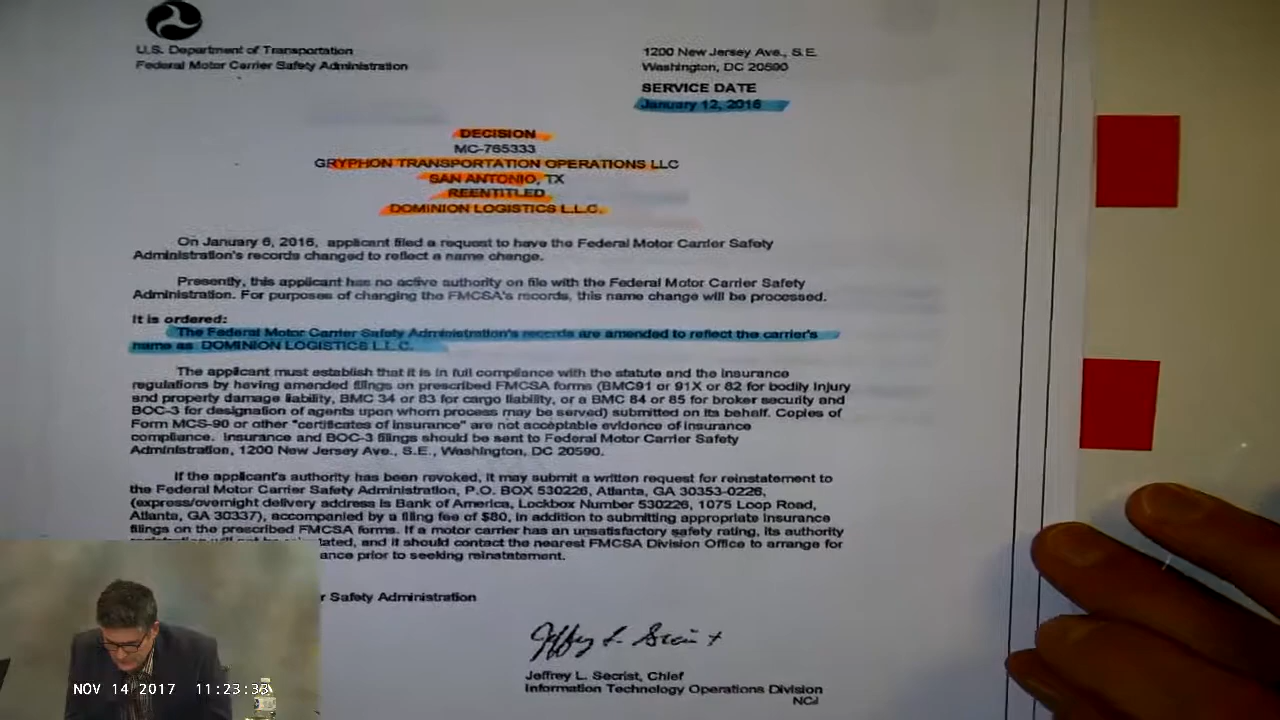 U.S. Department of Transportation
Federal Motor Carrier Safety Administration
1200 New Jersey Ave., S.E.
Washington, DC 20590
SERVICE DATE
January 12, 2016
DECISION
MC-765333
GRYPHON TRANSPORTATION OPERATIONS LLC
SAN ANTONIO, TX
REENTITLED
DOMINION LOGISTICS L.L.C.
On January 6, 2016, applicant filed a request to have the Federal Motor Carrier Safety
Administration's records changed to reflect a name change.
Presently, this applicant has no active authority on file with the Federal Motor Carrier Safety
Administration. For purposes of changing the FMCSA's records, this name change will be processed.
It is ordered:
The Federal Motor Carrier Safety Administration's records are amended to reflect the carrier's
name as DOMINION LOGISTICS L.L.C.
The applicant must establish that it is in full compliance with the statute and the insurance
regulations by having amended filings on prescribed FMCSA forms (BMC91 or 91X or 82 for bodily injury
and property damage liability, BMC 34 or 83 for cargo liability, or a BMC 84 or 85 for broker security and
BOC-3 for designation of agents upon whom process may be served) submitted on its behalf. Copies of
Form MCS-90 or other "certificates of insurance" are not acceptable evidence of insurance
compliance. Insurance and BOC-3 filings should be sent to Federal Motor Carrier Safety
Administration, 1200 New Jersey Ave., S.E., Washington, DC 20590.
If the applicant's authority has been revoked, it may submit a written request for reinstatement to
the Federal Motor Carrier Safety Administration, P.O. BOX 530226, Atlanta, GA 30353-0226,
(express/overnight delivery address is Bank of America, Lockbox Number 530226, 1075 Loop Road,
Atlanta, GA 30337), accompanied by a filing fee of $80, in addition to submitting appropriate insurance
filings on the prescribed FMCSA forms. If a motor carrier has an unsatisfactory safety rating, its authority
tated, and it should contact the nearest FMCSA Division Office to arrange for
ance prior to seeking reinstatement.
r Safety Administration
Jeffrey L. Secrist
Jeffrey L. Secrist, Chief
Information Technology Operations Division
NCJ
NOV 14 2017 11:23:38